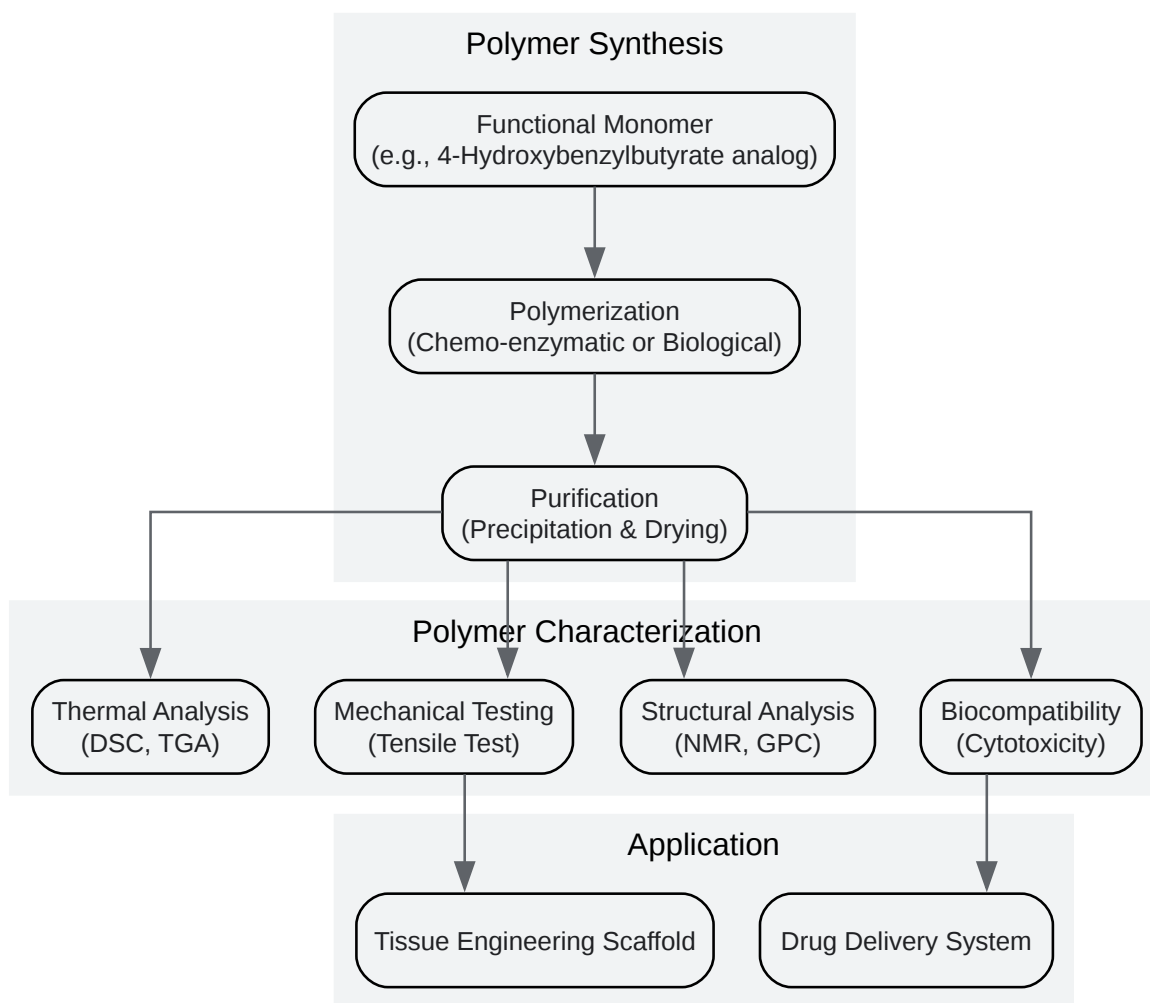 Polymer Synthesis
Functional Monomer
(e.g., 4-Hydroxybenzylbutyrate analog)
Polymerization
(Chemo-enzymatic or Biological)
Purification
(Precipitation & Drying)
Polymer Characterization
Thermal Analysis
(DSC, TGA)
Mechanical Testing
(Tensile Test)
Structural Analysis
(NMR, GPC)
Biocompatibility
(Cytotoxicity)
Application
Tissue Engineering Scaffold
Drug Delivery System